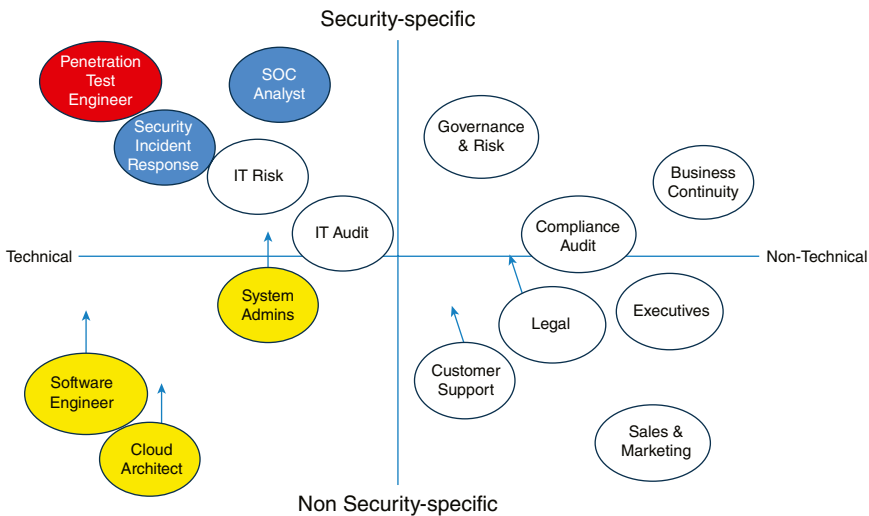 Security-specific
Penetration
Test
Engineer
SOC
Analyst
Security
Incident
Response
Governance
& Risk
IT Risk
Business
Continuity
IT Audit
Compliance
Audit
Technical
Non-Technical
System
Admins
Legal
Executives
Customer
Support
Software
Engineer
Cloud
Architect
Sales &
Marketing
Non Security-specific